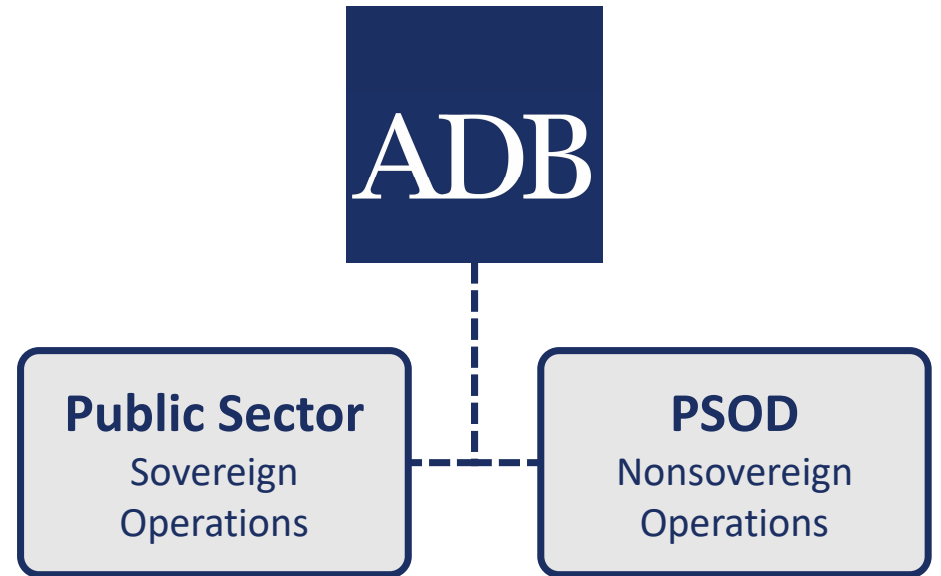 ADB
Public Sector
Sovereign
Operations
PSOD
Nonsovereign
Operations